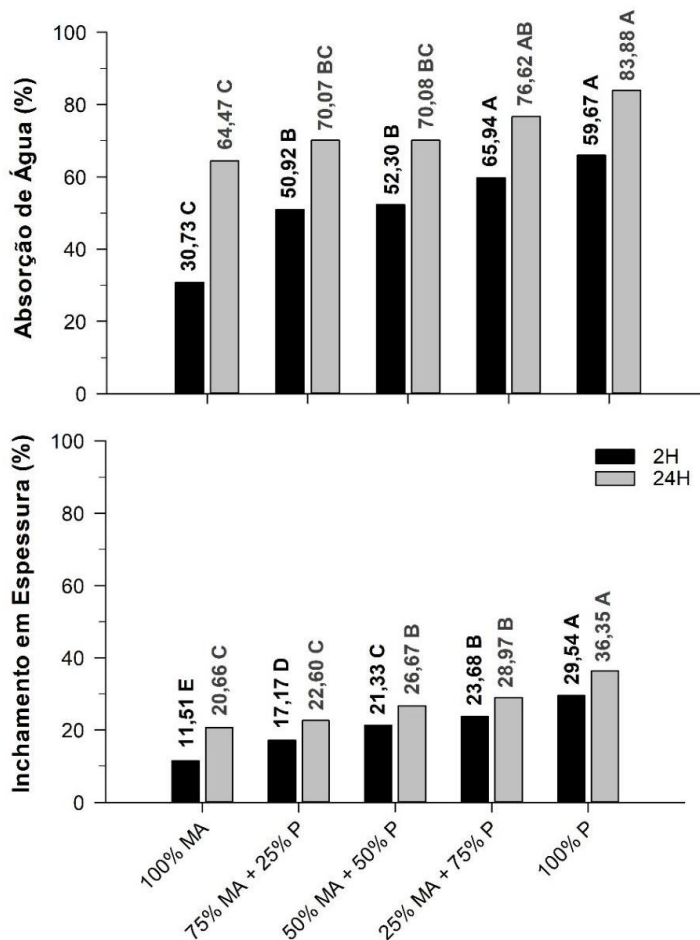 Absorção de Água (%)
100
80
60
40
20
0
30,73 C
64,47 C
50,92 B
70,07 BC
52,30 B
70,08 BC
65,94 A
76,62 AB
59,67 A
83,88 A
Inchamento em Espessura (%)
100
80
60
40
20
0
2H
24H
11,51 E
20,66 C
17,17 D
22,60 C
21,33 C
26,67 B
23,68 B
28,97 B
29,54 A
36,35 A
100% MA
75% MA + 25% P
50% MA + 50% P
25% MA + 75% P
100% P